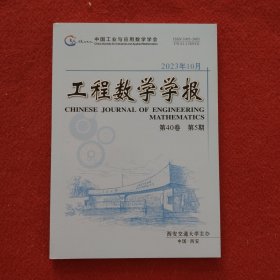 中国工业与应用数学学会
2023年10月
工程数学学报
CHINESE JOURNAL OF ENGINEERING
MATHEMATICS
第40卷 第5期
西安交通大学主办
中国·西安